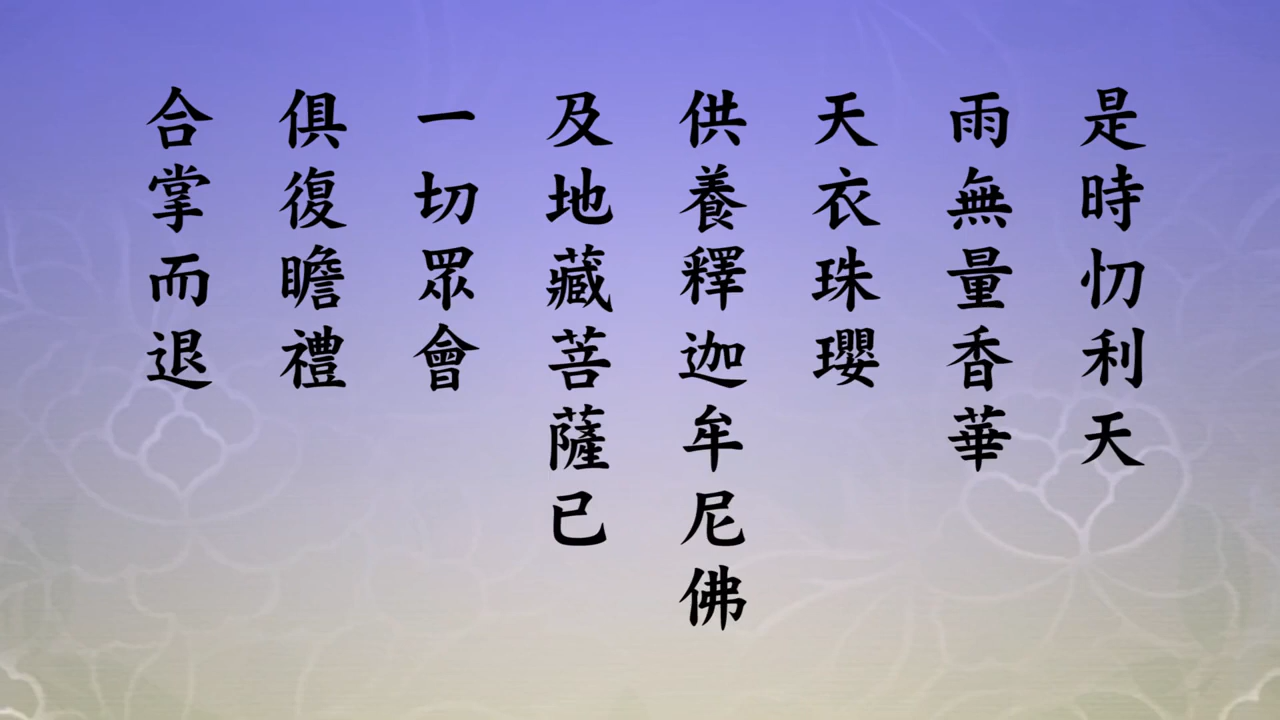 是時忉利天
雨無量香華
天衣珠瓔
供養釋迦牟尼佛
及地藏菩薩已
一切眾會
俱復瞻禮
合掌而退